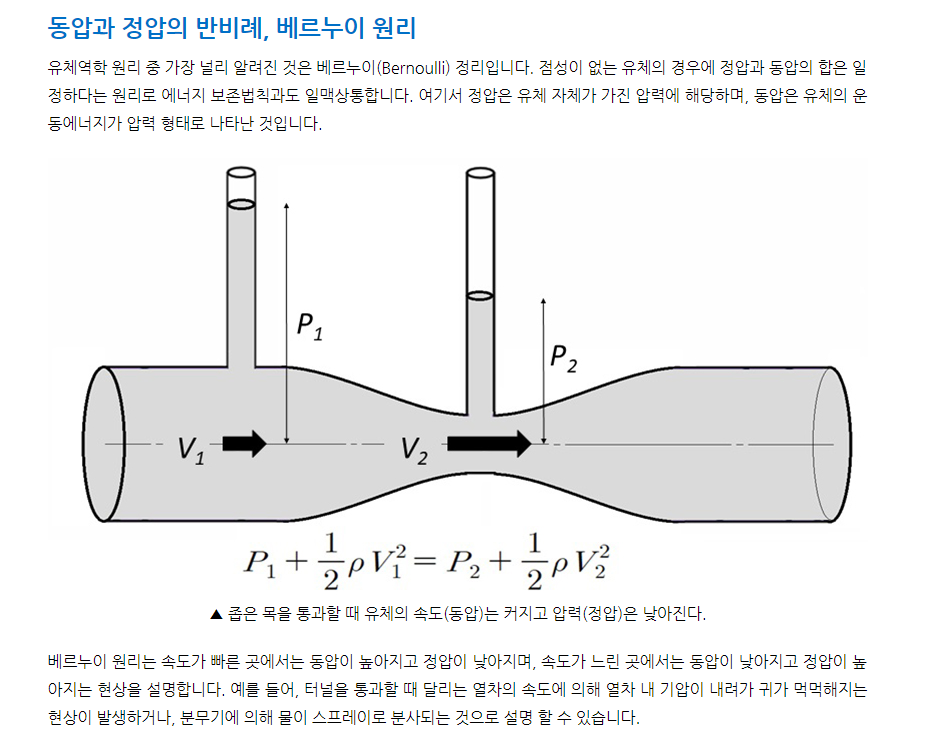 동압과 정압의 반비례, 베르누이 원리
유체역학 원리 중 가장 널리 알려진 것은 베르누이(Bernoulli) 정리입니다. 점성이 없는 유체의 경우에 정압과 동압의 합은 일
정하다는 원리로 에너지 보존법칙과도 일맥상통합니다. 여기서 정압은 유체 자체가 가진 압력에 해당하며, 동압은 유체의 운
동에너지가 압력 형태로 나타난 것입니다.
P₁
P₂
V₁
V₂
P₁ + 1/2 ρ V₁² = P₂ + 1/2 ρ V₂²
▲ 좁은 목을 통과할 때 유체의 속도(동압)는 커지고 압력(정압)은 낮아진다.
베르누이 원리는 속도가 빠른 곳에서는 동압이 높아지고 정압이 낮아지며, 속도가 느린 곳에서는 동압이 낮아지고 정압이 높
아지는 현상을 설명합니다. 예를 들어, 터널을 통과할 때 달리는 열차의 속도에 의해 열차 내 기압이 내려가 귀가 먹먹해지는
현상이 발생하거나, 분무기에 의해 물이 스프레이로 분사되는 것으로 설명 할 수 있습니다.